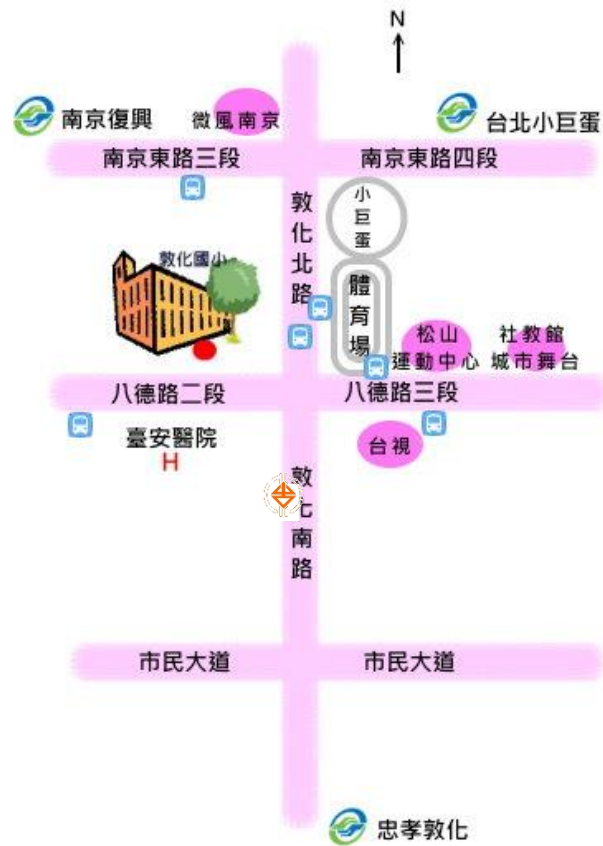 N
南京復興
微風南京
台北小巨蛋
南京東路三段
南京東路四段
敦化北路
小巨蛋
敦化國小
體育場
松山
運動中心
社教館
城市舞台
八德路二段
八德路三段
臺安醫院
H
台視
敦化南路
市民大道
市民大道
忠孝敦化